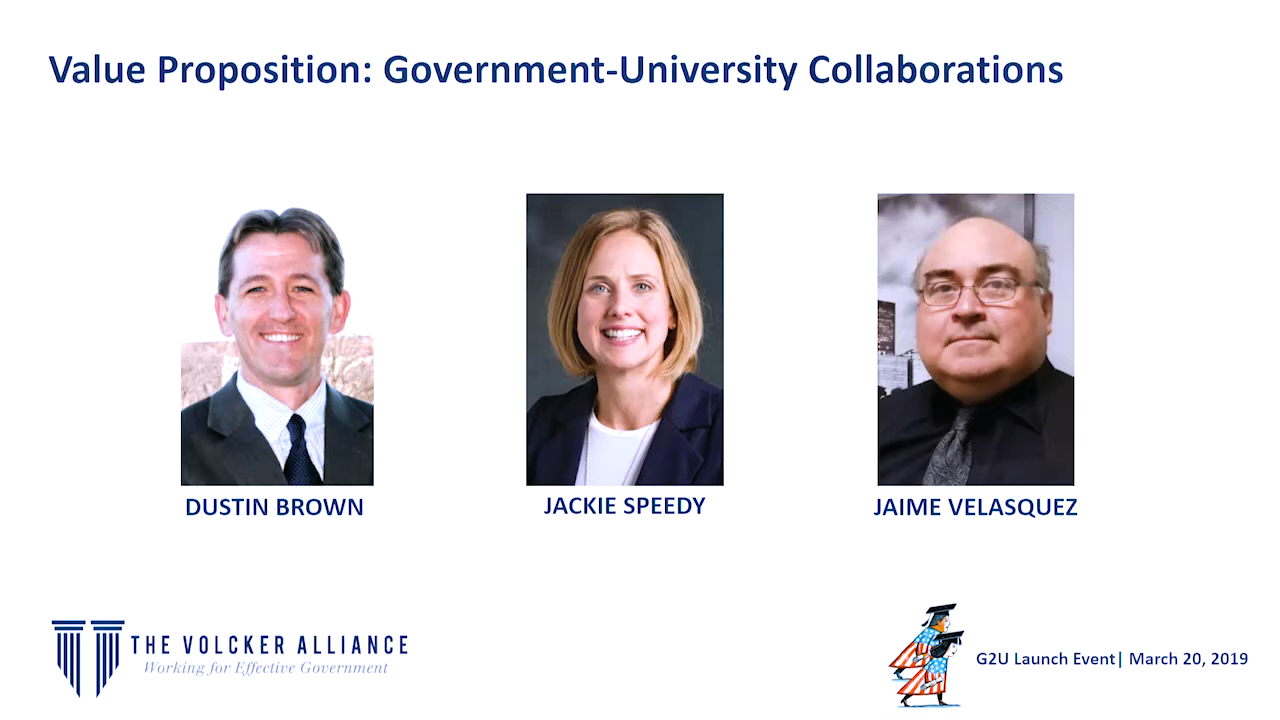 Value Proposition: Government-University Collaborations
DUSTIN BROWN
JACKIE SPEEDY
JAIME VELASQUEZ
THE VOLCKER ALLIANCE
Working for Effective Government
G2U Launch Event| March 20, 2019